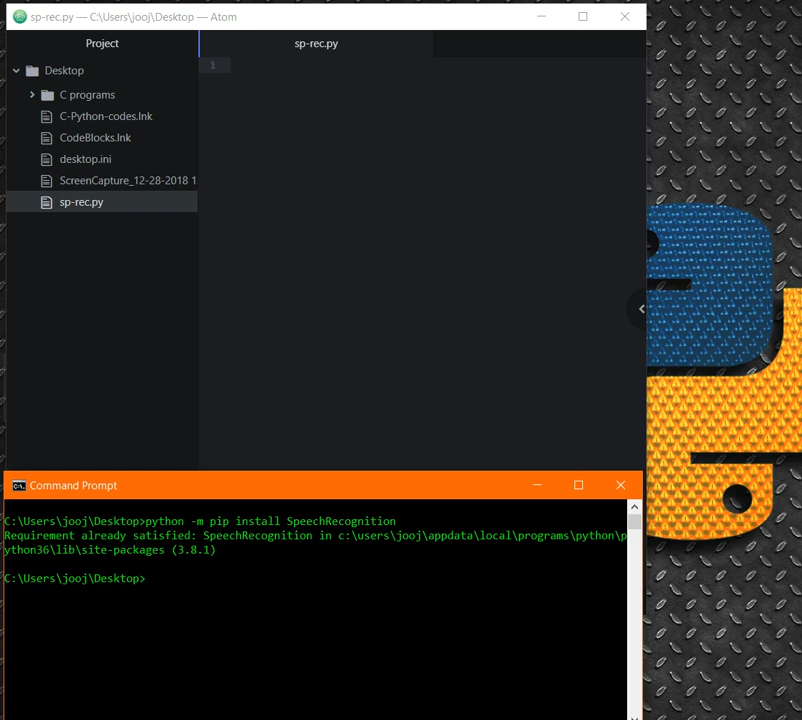 sp-rec.py — C:\Users\jooj\Desktop — Atom
Project
sp-rec.py
Desktop
1
C programs
C-Python-codes.lnk
CodeBlocks.lnk
desktop.ini
ScreenCapture_12-28-2018 1
sp-rec.py
Command Prompt
C:\Users\jooj\Desktop>python -m pip install SpeechRecognition
Requirement already satisfied: SpeechRecognition in c:\users\jooj\appdata\local\programs\python\p
ython36\lib\site-packages (3.8.1)
C:\Users\jooj\Desktop>